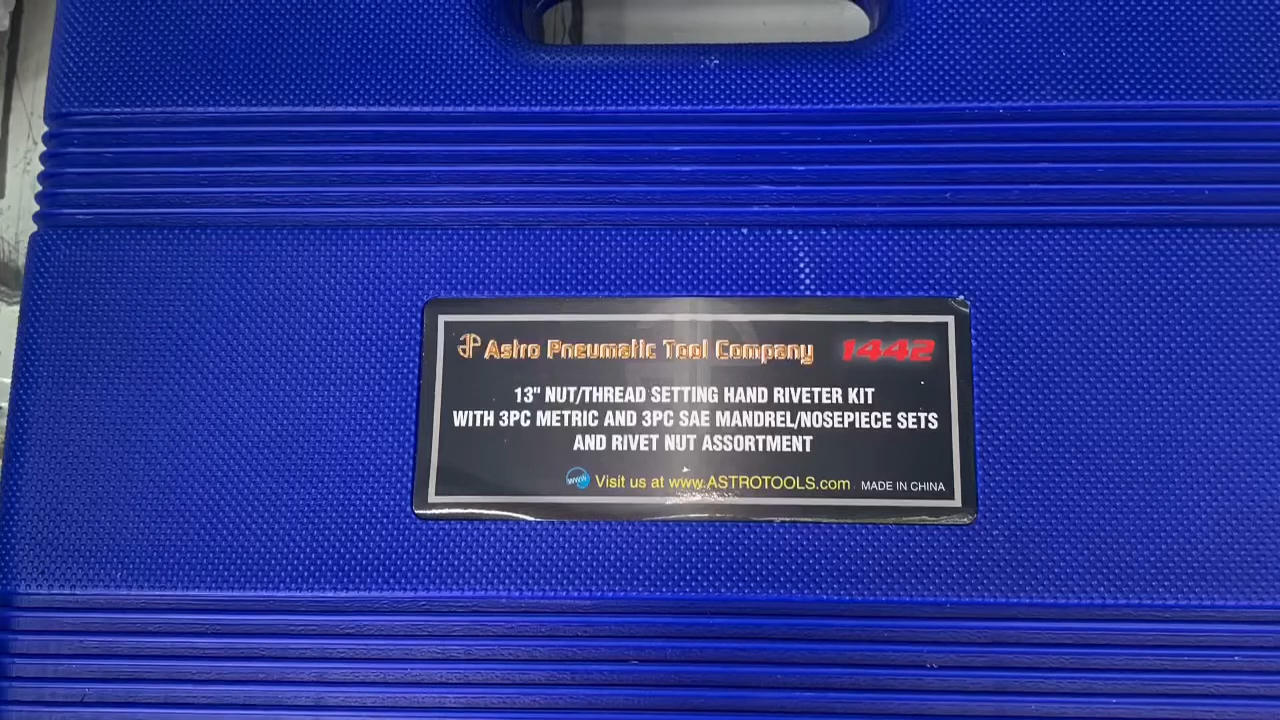 Astro Pneumatic Tool Company 1442
13" NUT/THREAD SETTING HAND RIVETER KIT
WITH 3PC METRIC AND 3PC SAE MANDREL/NOSEPIECE SETS
AND RIVET NUT ASSORTMENT
www Visit us at www.ASTROTOOLS.com MADE IN CHINA